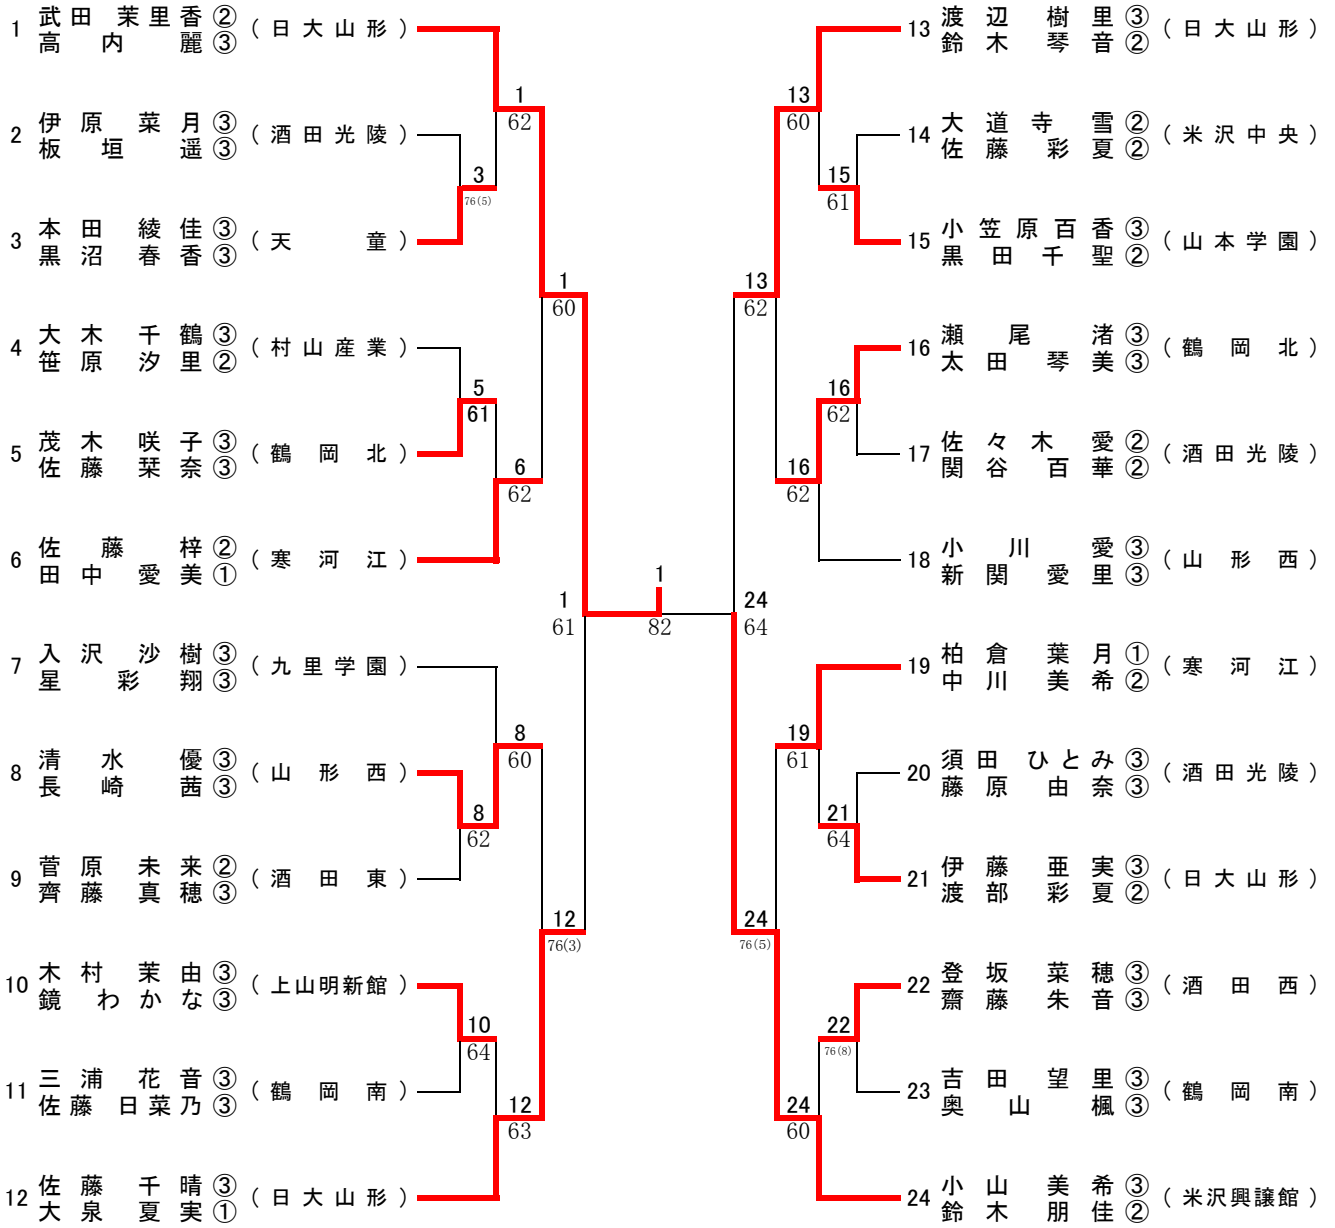 1 武田 茉里香 ② (日大山形)
高内 麗 ③
2 伊原 菜月 ③ (酒田光陵)
板垣 遥 ③
3 本田 綾佳 ③ (天童)
黒沼 春香 ③
4 大木 千鶴 ③ (村山産業)
笹原 汐里 ②
5 茂木 咲子 ③ (鶴岡北)
佐藤 栞奈 ③
6 佐藤 梓 ② (寒河江)
田中 愛美 ①
7 入沢 沙樹 ③ (九里学園)
星 彩翔 ③
8 清水 優 ③ (山形西)
長崎 茜 ③
9 菅原 未来 ② (酒田東)
齊藤 真穂 ③
10 木村 茉由 ③ (上山明新館)
鏡 わかな ③
11 三浦 花音 ③ (鶴岡南)
佐藤 日菜乃 ③
12 佐藤 千晴 ③ (日大山形)
大泉 夏実 ①
1
62
3
76(5)
1
60
5
61
6
62
1
61
8
60
8
62
12
76(3)
10
64
12
63
1
82
13
60
15
61
13
62
16
62
16
62
24
64
19
61
21
64
24
76(5)
22
76(8)
24
60
13 渡辺 樹里 ③ (日大山形)
鈴木 琴音 ②
14 大道寺 雪 ② (米沢中央)
佐藤 彩夏 ②
15 小笠原百香 ③ (山本学園)
黒田 千聖 ②
16 瀬尾 渚 ③ (鶴岡北)
太田 琴美 ③
17 佐々木 愛 ② (酒田光陵)
関谷 百華 ②
18 小川 愛 ③ (山形西)
新関 愛里 ③
19 柏倉 葉月 ① (寒河江)
中川 美希 ②
20 須田 ひとみ ③ (酒田光陵)
藤原 由奈 ③
21 伊藤 亜実 ③ (日大山形)
渡部 彩夏 ②
22 登坂 菜穂 ③ (酒田西)
齋藤 朱音 ③
23 吉田 望里 ③ (鶴岡南)
奥山 楓 ③
24 小山 美希 ③ (米沢興譲館)
鈴木 朋佳 ②